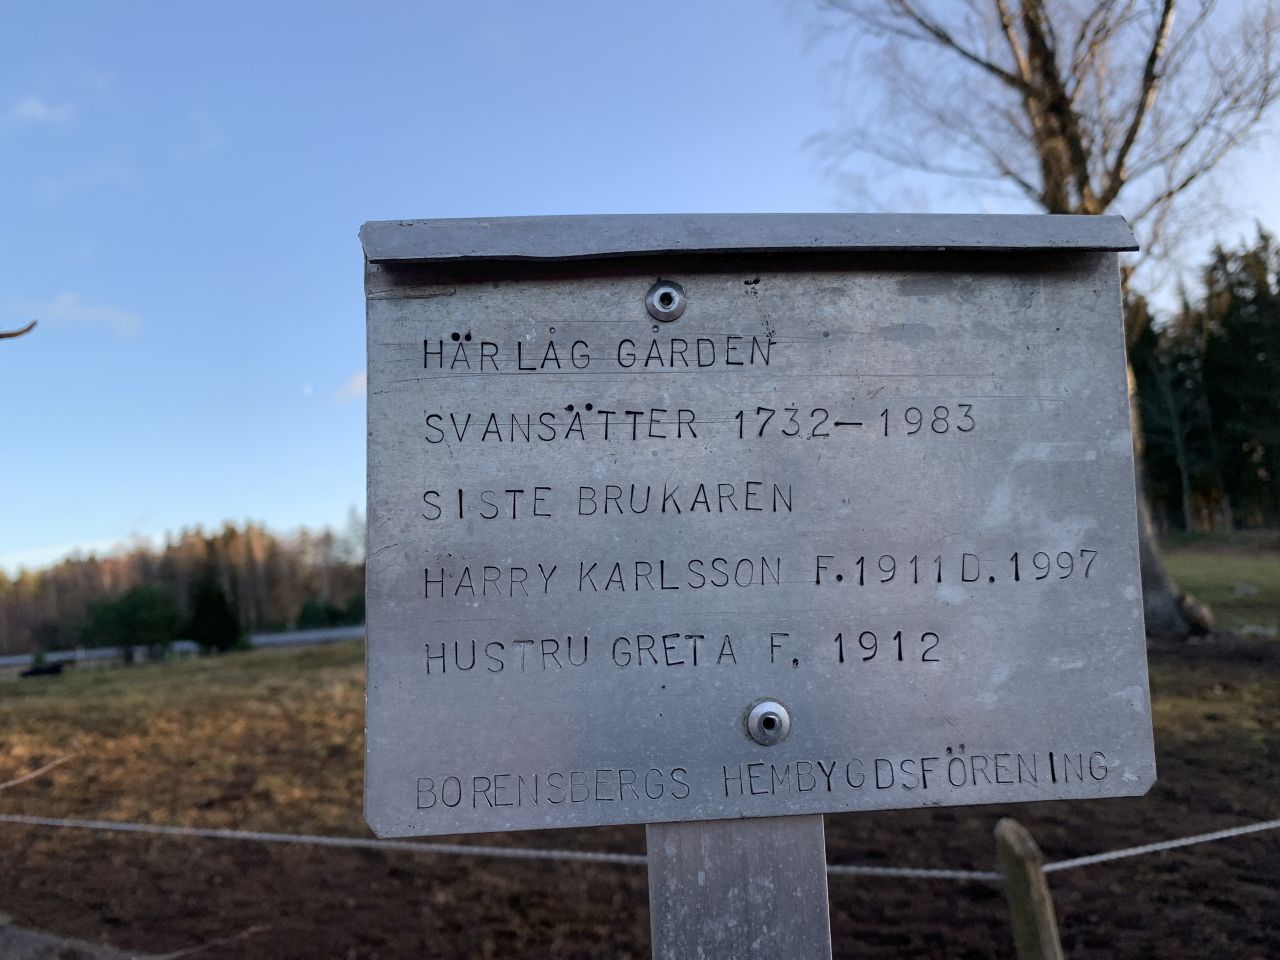 HÄR LÅG GÅRDEN
SVANSÄTTER 1732-1983
SISTE BRUKAREN
HARRY KARLSSON F.1911 D.1997
HUSTRU GRETA F. 1912
BORENSBERGS HEMBYGDSFÖRENING